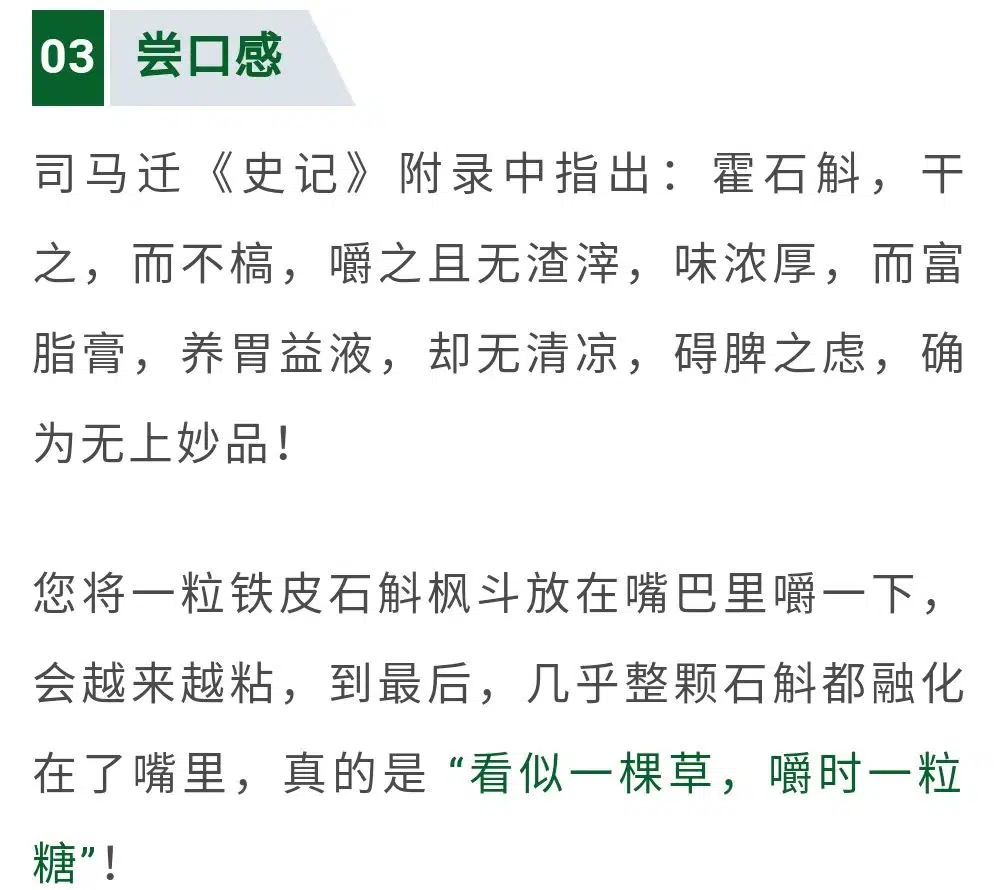 03 尝口感
司马迁《史记》附录中指出：霍石斛，干
之，而不槁，嚼之且无渣滓，味浓厚，而富
脂膏，养胃益液，却无清凉，碍脾之虑，确
为无上妙品！
您将一粒铁皮石斛枫斗放在嘴巴里嚼一下，
会越来越粘，到最后，几乎整颗石斛都融化
在了嘴里，真的是 “看似一棵草，嚼时一粒
糖”！